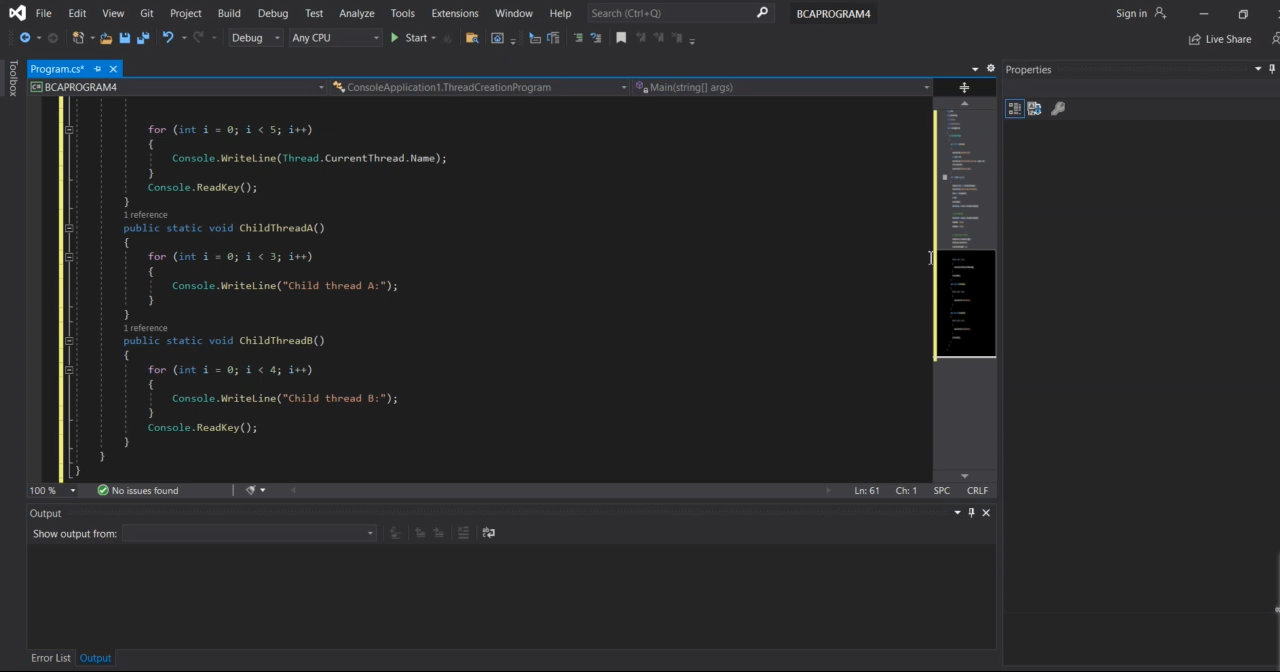 File Edit View Git Project Build Debug Test Analyze Tools Extensions Window Help Search (Ctrl+Q) BCAPROGRAM4 Sign in
Debug Any CPU Start Live Share
Toolbox
Program.cs*
Properties
BCAPROGRAM4 ConsoleApplication1.ThreadCreationProgram Main(string[] args)
for (int i = 0; i < 5; i++)
{
Console.WriteLine(Thread.CurrentThread.Name);
}
Console.ReadKey();
}
1 reference
public static void ChildThreadA()
{
for (int i = 0; i < 3; i++)
{
Console.WriteLine("Child thread A:");
}
}
1 reference
public static void ChildThreadB()
{
for (int i = 0; i < 4; i++)
{
Console.WriteLine("Child thread B:");
}
Console.ReadKey();
}
}
}
100 % No issues found Ln: 61 Ch: 1 SPC CRLF
Output
Show output from:
Error List Output